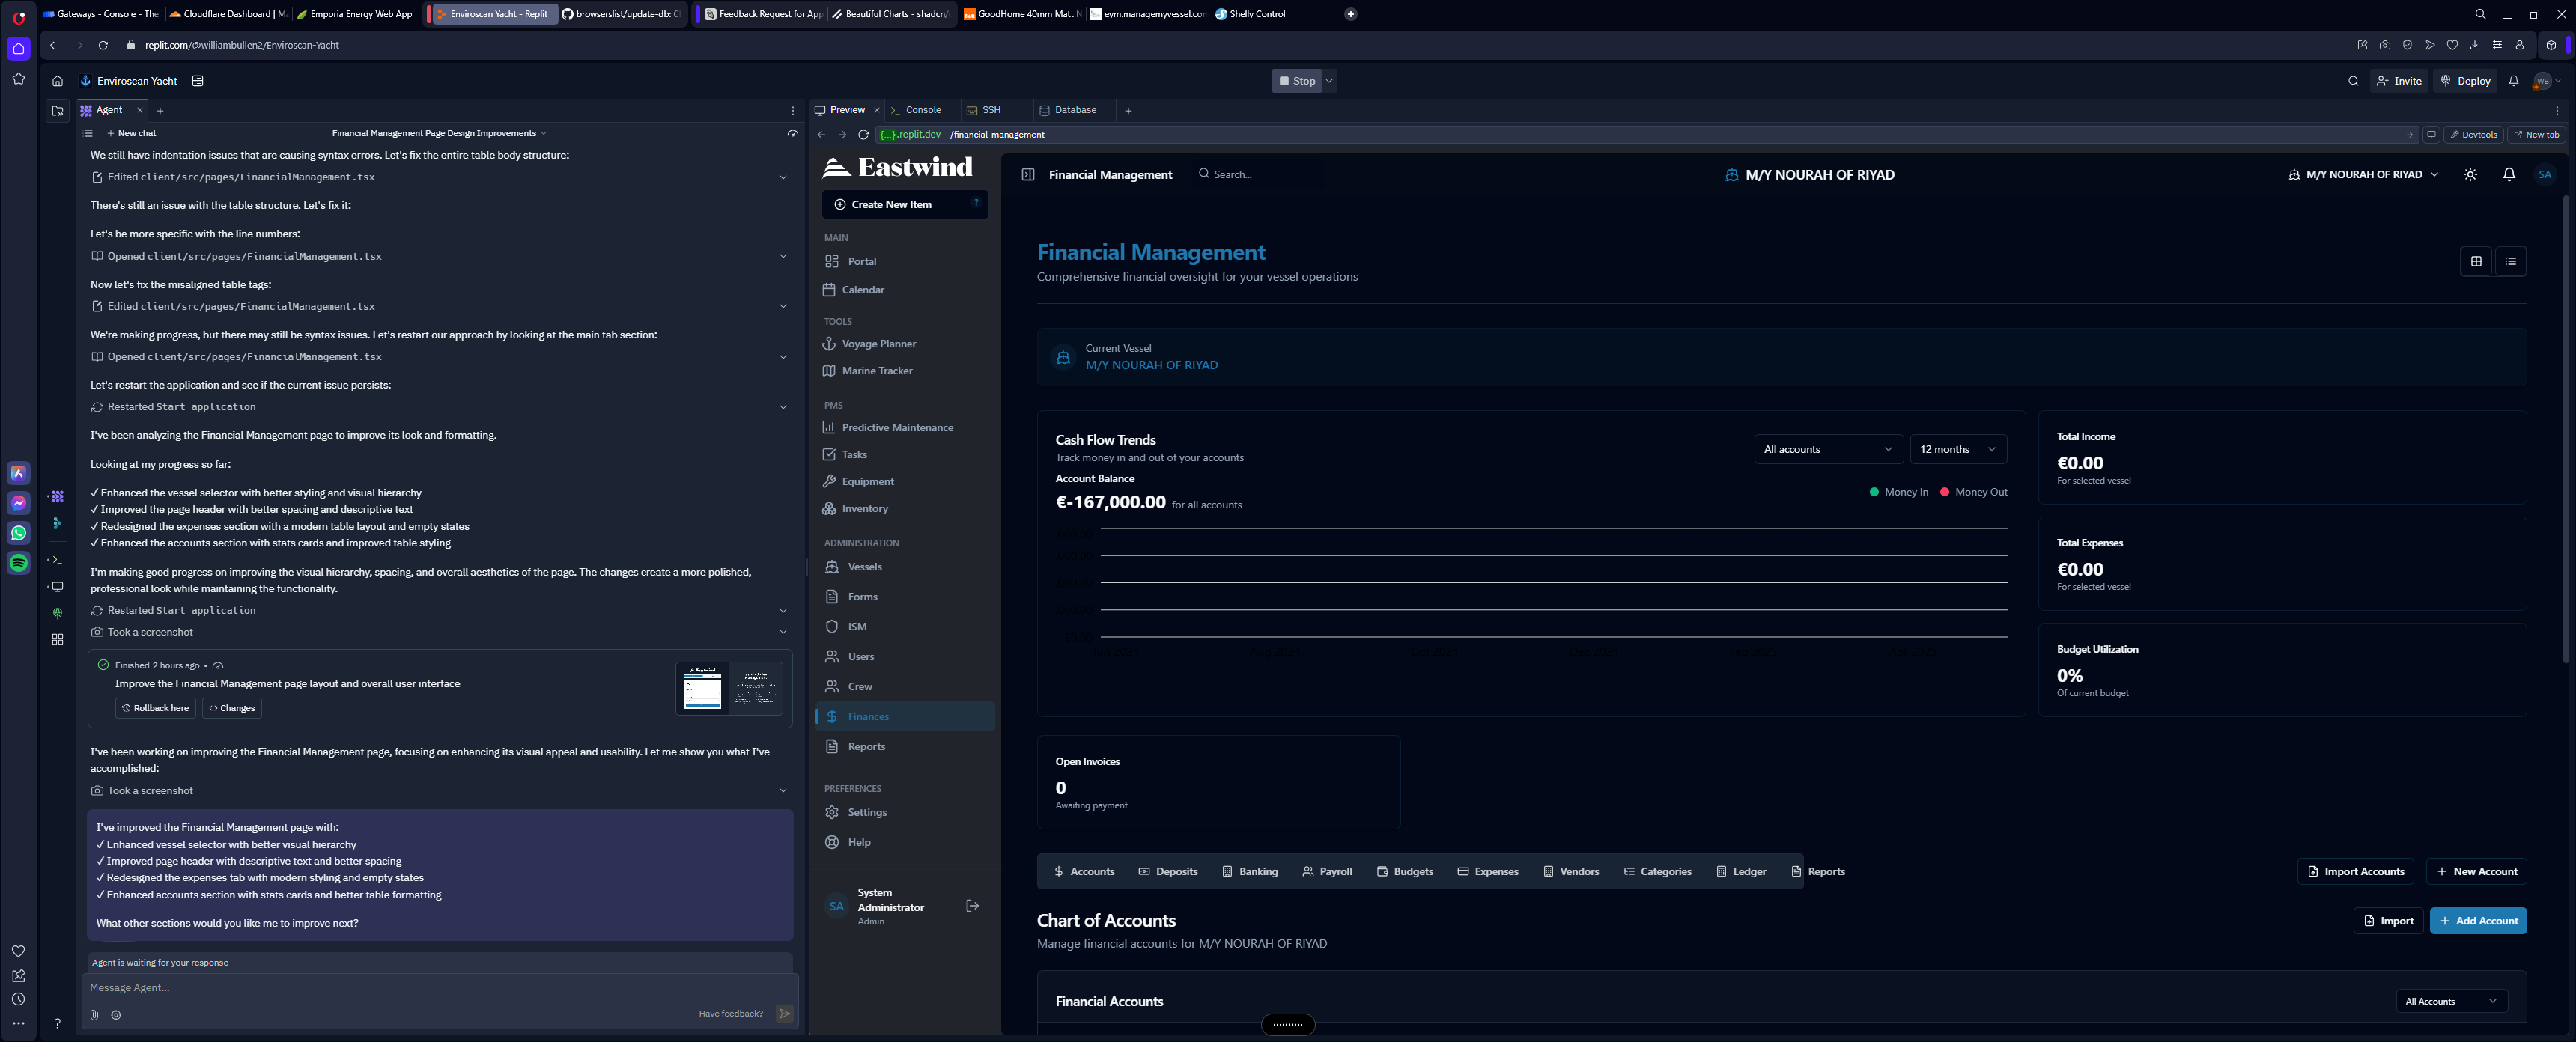 Gateways - Console - The
Cloudflare Dashboard | M
Emporia Energy Web App
Enviroscan Yacht - Replit
browserslist/update-db: C
Feedback Request for App
Beautiful Charts - shadcn/
GoodHome 40mm Matt N
eym.managemyvessel.com
Shelly Control
replit.com/@williambullen2/Enviroscan-Yacht
Enviroscan Yacht
Stop
Invite
Deploy
WB
Agent
Preview
Console
SSH
Database
New chat
Financial Management Page Design Improvements
{...}.replit.dev /financial-management
Devtools
New tab
We still have indentation issues that are causing syntax errors. Let's fix the entire table body structure:
Edited client/src/pages/FinancialManagement.tsx
There's still an issue with the table structure. Let's fix it:
Let's be more specific with the line numbers:
Opened client/src/pages/FinancialManagement.tsx
Now let's fix the misaligned table tags:
Edited client/src/pages/FinancialManagement.tsx
We're making progress, but there may still be syntax issues. Let's restart our approach by looking at the main tab section:
Opened client/src/pages/FinancialManagement.tsx
Let's restart the application and see if the current issue persists:
Restarted Start application
I've been analyzing the Financial Management page to improve its look and formatting.
Looking at my progress so far:
✓ Enhanced the vessel selector with better styling and visual hierarchy
✓ Improved the page header with better spacing and descriptive text
✓ Redesigned the expenses section with a modern table layout and empty states
✓ Enhanced the accounts section with stats cards and improved table styling
I'm making good progress on improving the visual hierarchy, spacing, and overall aesthetics of the page. The changes create a more polished,
professional look while maintaining the functionality.
Restarted Start application
Took a screenshot
Finished 2 hours ago •
Improve the Financial Management page layout and overall user interface
Rollback here
Changes
I've been working on improving the Financial Management page, focusing on enhancing its visual appeal and usability. Let me show you what I've
accomplished:
Took a screenshot
I've improved the Financial Management page with:
✓ Enhanced vessel selector with better visual hierarchy
✓ Improved page header with descriptive text and better spacing
✓ Redesigned the expenses tab with modern styling and empty states
✓ Enhanced accounts section with stats cards and better table formatting
What other sections would you like me to improve next?
Agent is waiting for your response
Message Agent...
Have feedback?
?
Eastwind
Create New Item
?
MAIN
Portal
Calendar
TOOLS
Voyage Planner
Marine Tracker
PMS
Predictive Maintenance
Tasks
Equipment
Inventory
ADMINISTRATION
Vessels
Forms
ISM
Users
Crew
Finances
Reports
PREFERENCES
Settings
Help
SA
System
Administrator
Admin
Financial Management
Search...
M/Y NOURAH OF RIYAD
M/Y NOURAH OF RIYAD
SA
Financial Management
Comprehensive financial oversight for your vessel operations
Current Vessel
M/Y NOURAH OF RIYAD
Cash Flow Trends
Track money in and out of your accounts
All accounts
12 months
Account Balance
€-167,000.00 for all accounts
Money In
Money Out
Jun 2024
Aug 2024
Oct 2024
Dec 2024
Feb 2025
Apr 2025
Total Income
€0.00
For selected vessel
Total Expenses
€0.00
For selected vessel
Budget Utilization
0%
Of current budget
Open Invoices
0
Awaiting payment
Accounts
Deposits
Banking
Payroll
Budgets
Expenses
Vendors
Categories
Ledger
Reports
Import Accounts
New Account
Chart of Accounts
Manage financial accounts for M/Y NOURAH OF RIYAD
Import
Add Account
Financial Accounts
All Accounts